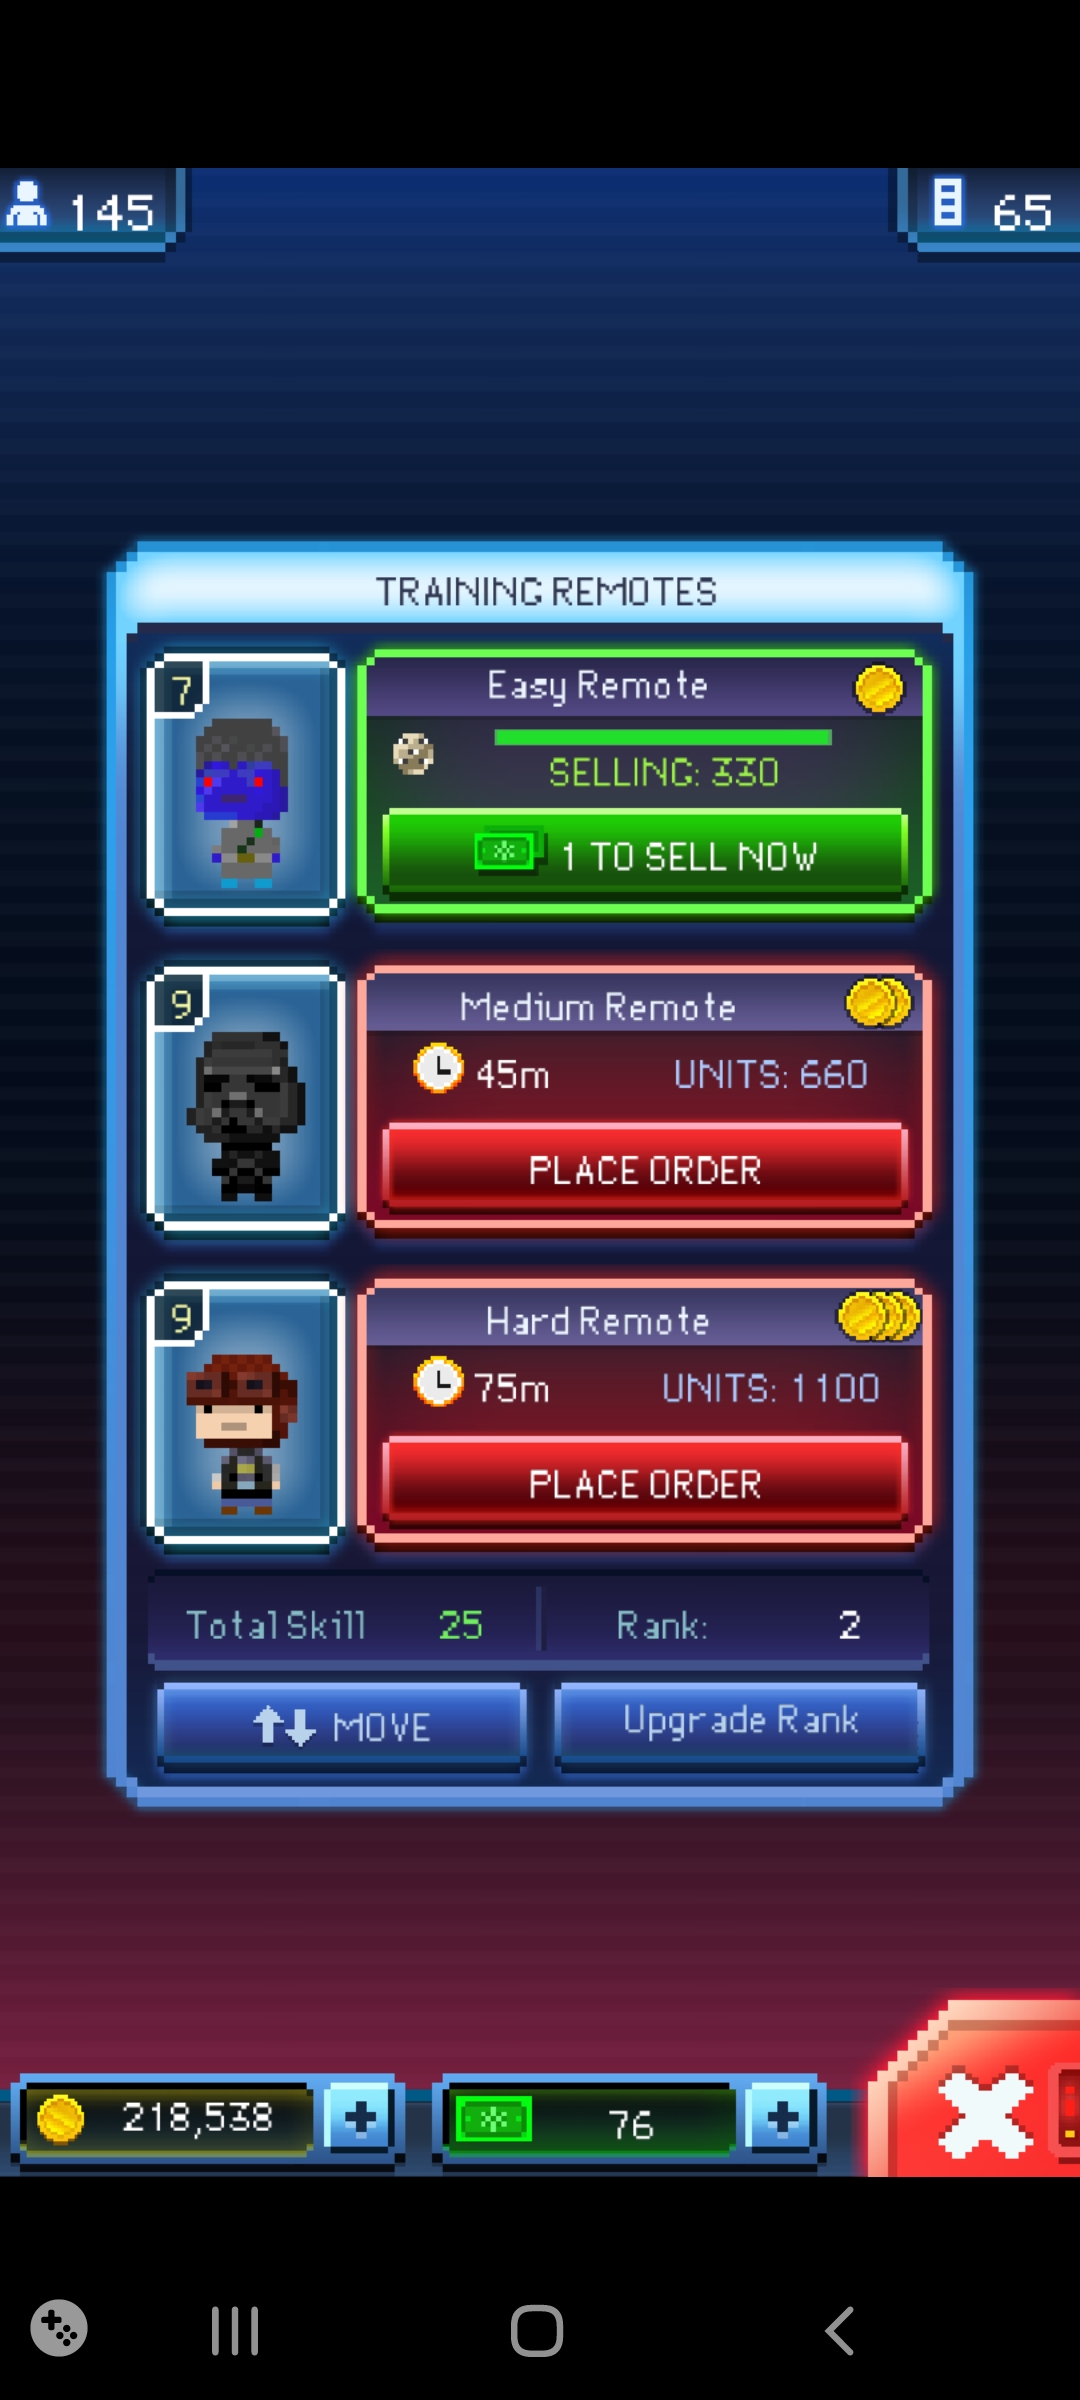 145
65
TRAINING REMOTES
7
Easy Remote
SELLING: 330
1 TO SELL NOW
9
Medium Remote
45m UNITS: 660
PLACE ORDER
9
Hard Remote
75m UNITS: 1100
PLACE ORDER
Total Skill 25 Rank: 2
MOVE Upgrade Rank
218,538 76